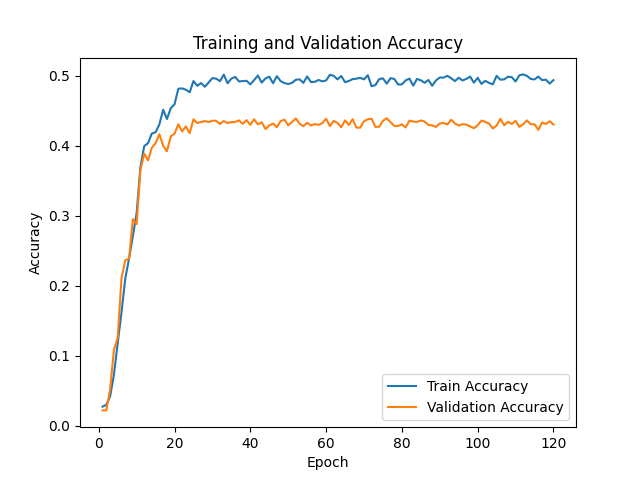 Training and Validation Accuracy
Accuracy
0.5
0.4
0.3
0.2
0.1
0.0
0 20 40 60 80 100 120
Epoch
Train Accuracy
Validation Accuracy